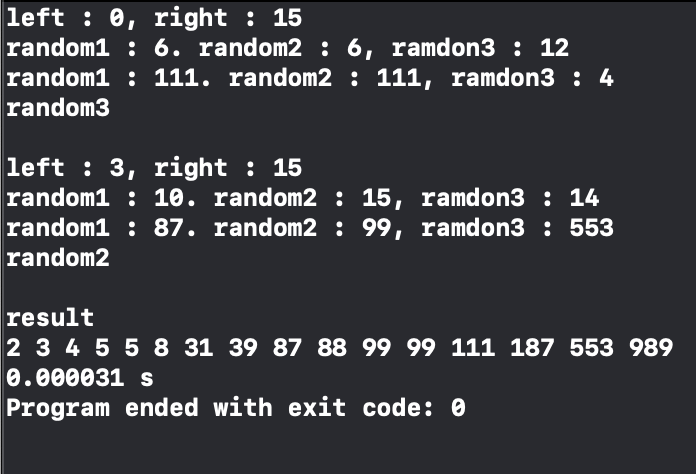 left : 0, right : 15
random1 : 6. random2 : 6, ramdon3 : 12
random1 : 111. random2 : 111, ramdon3 : 4
random3
left : 3, right : 15
random1 : 10. random2 : 15, ramdon3 : 14
random1 : 87. random2 : 99, ramdon3 : 553
random2
result
2 3 4 5 5 8 31 39 87 88 99 99 111 187 553 989
0.000031 s
Program ended with exit code: 0